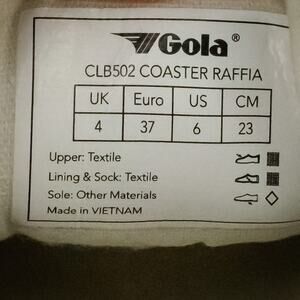 Gola®
CLB502 COASTER RAFFIA
UK Euro US CM
4 37 6 23
Upper: Textile
Lining & Sock: Textile
Sole: Other Materials
Made in VIETNAM